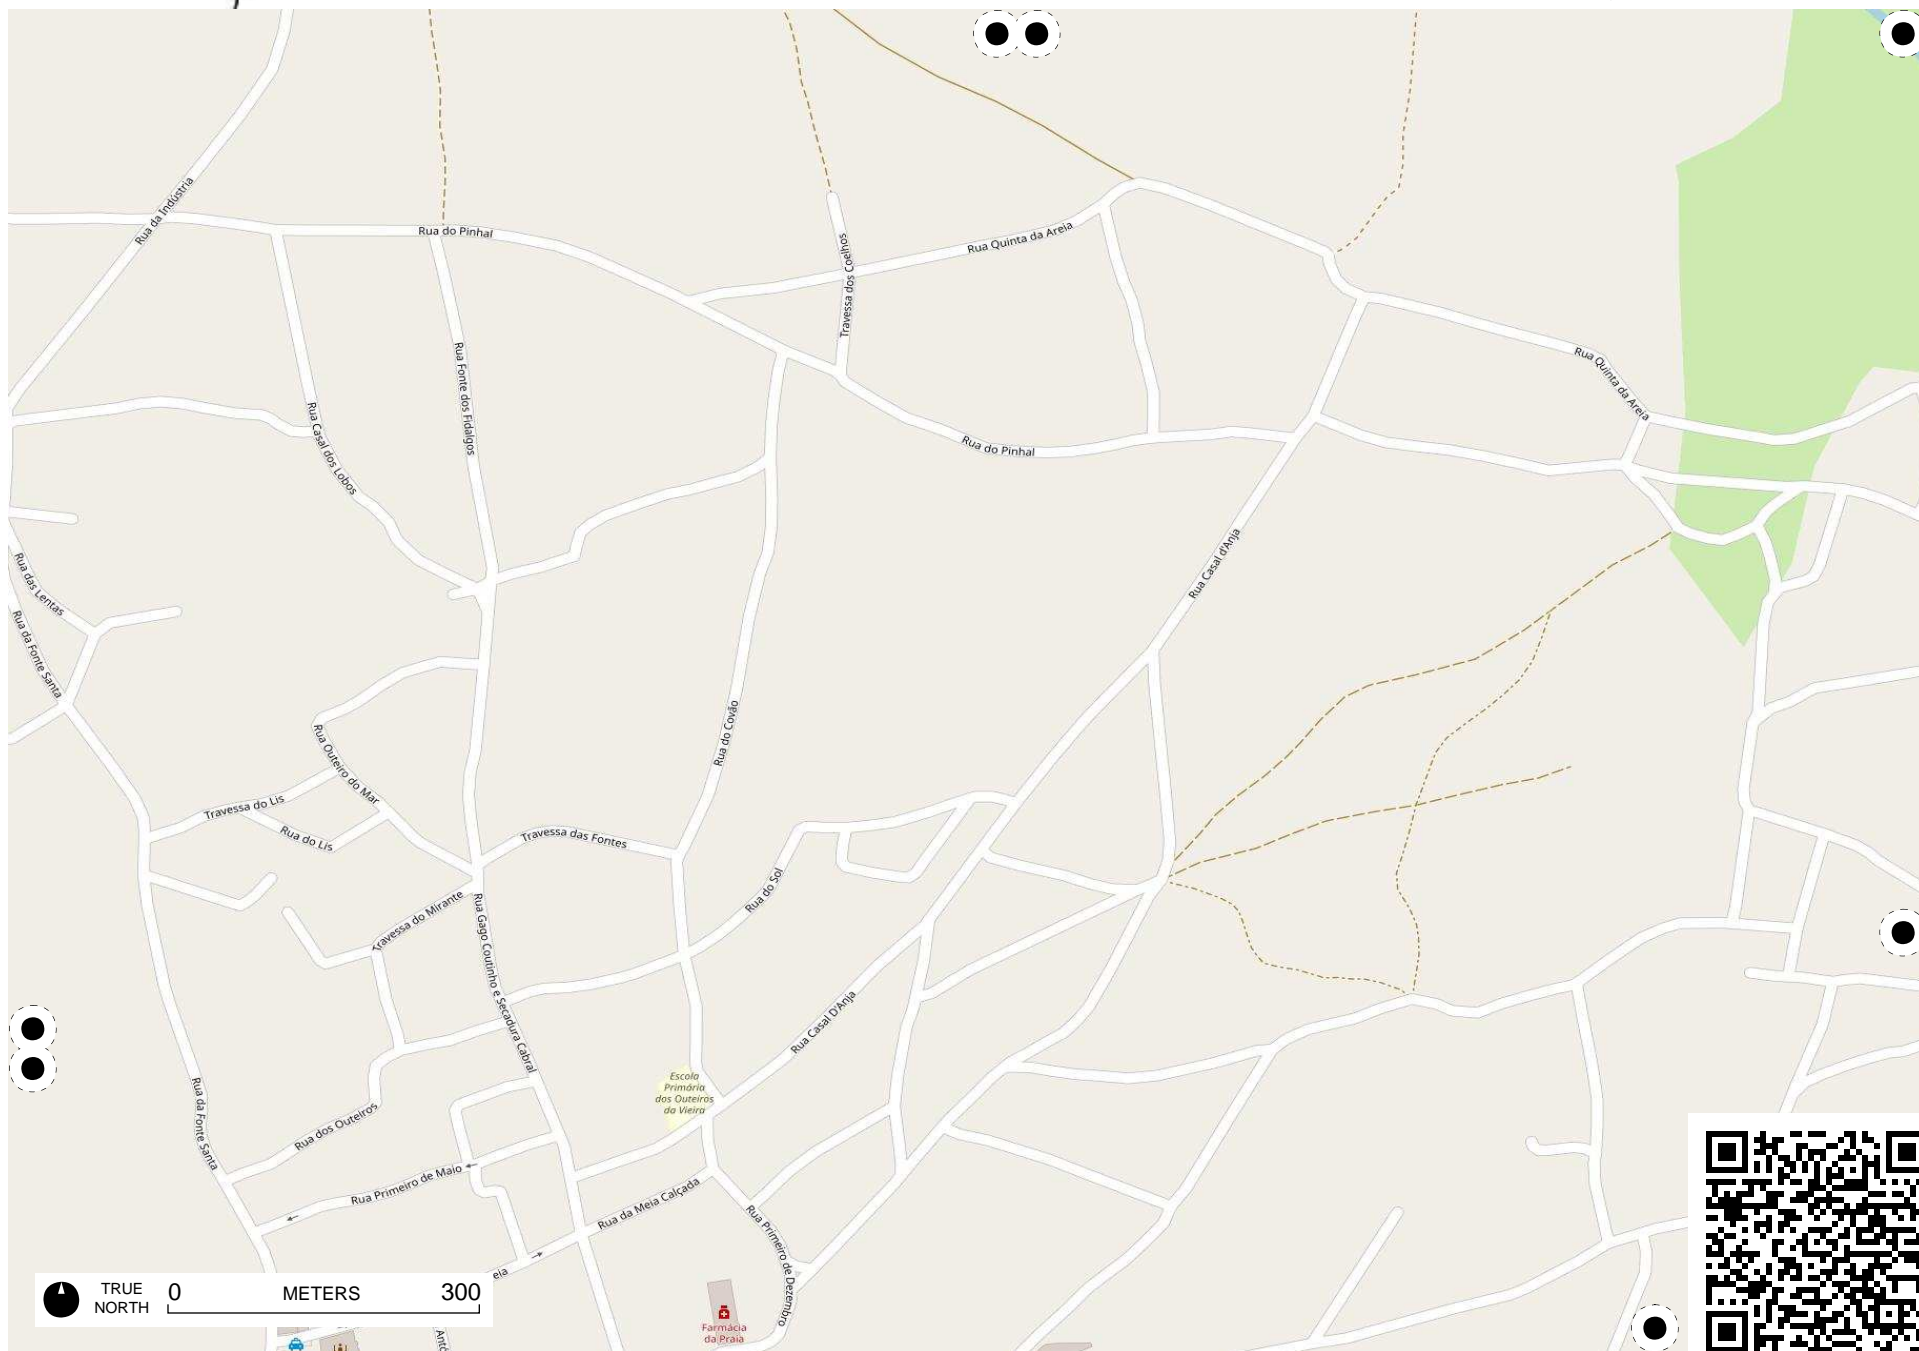 Rua da Indústria
Rua do Pinhal
Rua Quinta da Areia
Travessa dos Coelhos
Rua Fonte dos Fidalgos
Rua Quinta da Areia
Rua Casal dos Lobos
Rua do Pinhal
Rua Casal d'Anja
Rua das Lentas
Rua da Fonte Santa
Rua do Covão
Rua Outeiro do Mar
Travessa do Lis
Rua do Lis
Travessa das Fontes
Rua do Sol
Travessa do Mirante
Rua Gago Coutinho e Secadura Cabral
Rua Casal D'Anja
Escola
Primária
dos Outeiros
da Vieira
Rua da Fonte Santa
Rua dos Outeiros
Rua Primeiro de Maio
Rua da Meia Calçada
Rua Primeiro de Dezembro
eia
TRUE
NORTH
0 METERS 300
Farmácia
da Praia
Antó